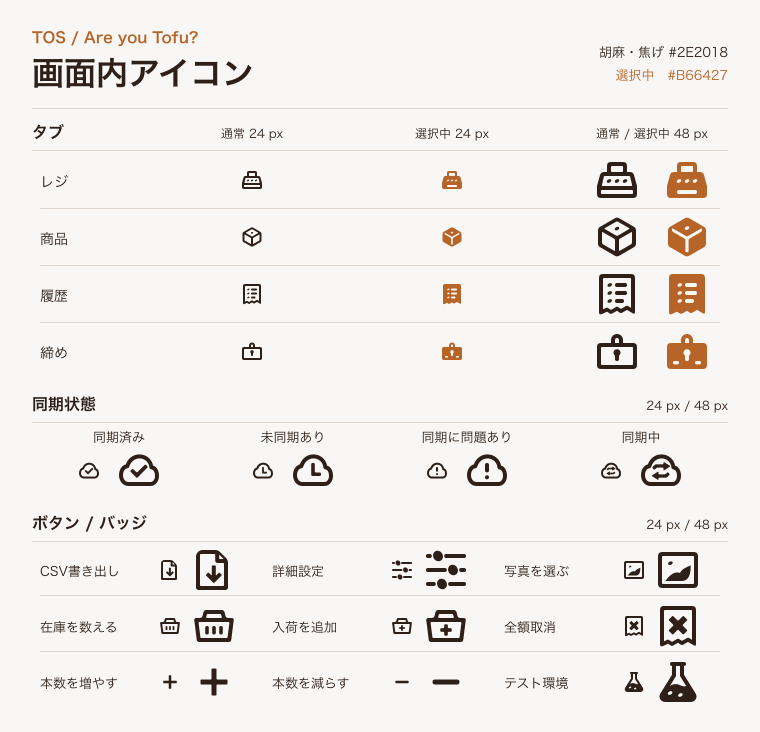 TOS / Are you Tofu?
画面内アイコン
胡麻・焦げ #2E2018
選択中 #B66427
タブ
通常 24 px
選択中 24 px
通常 / 選択中 48 px
レジ
商品
履歴
締め
同期状態
24 px / 48 px
同期済み
未同期あり
同期に問題あり
同期中
ボタン / バッジ
24 px / 48 px
CSV書き出し
詳細設定
写真を選ぶ
在庫を数える
入荷を追加
全額取消
本数を増やす
本数を減らす
テスト環境